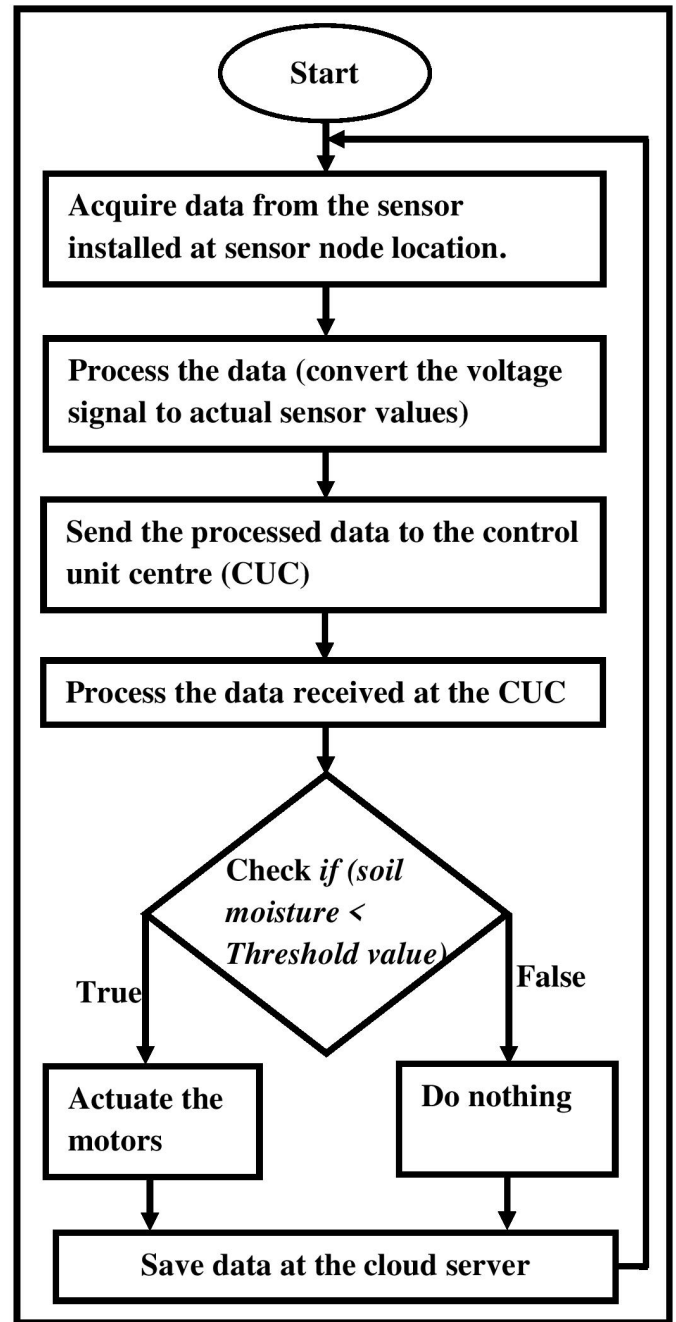 Start
Acquire data from the sensor
installed at sensor node location.
Process the data (convert the voltage
signal to actual sensor values)
Send the processed data to the control
unit centre (CUC)
Process the data received at the CUC
Check if (soil
moisture <
Threshold value)
True
False
Actuate the
motors
Do nothing
Save data at the cloud server